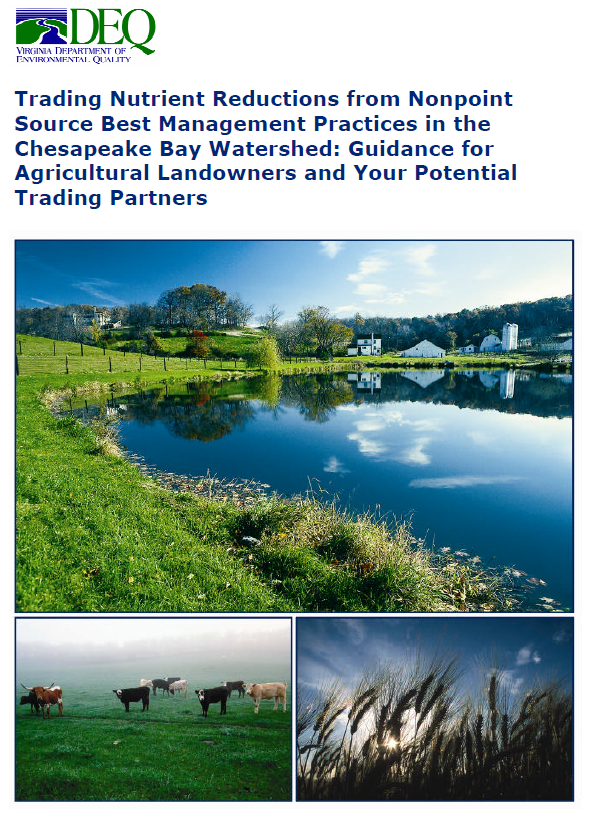 DEQ
VIRGINIA DEPARTMENT OF
ENVIRONMENTAL QUALITY
Trading Nutrient Reductions from Nonpoint
Source Best Management Practices in the
Chesapeake Bay Watershed: Guidance for
Agricultural Landowners and Your Potential
Trading Partners